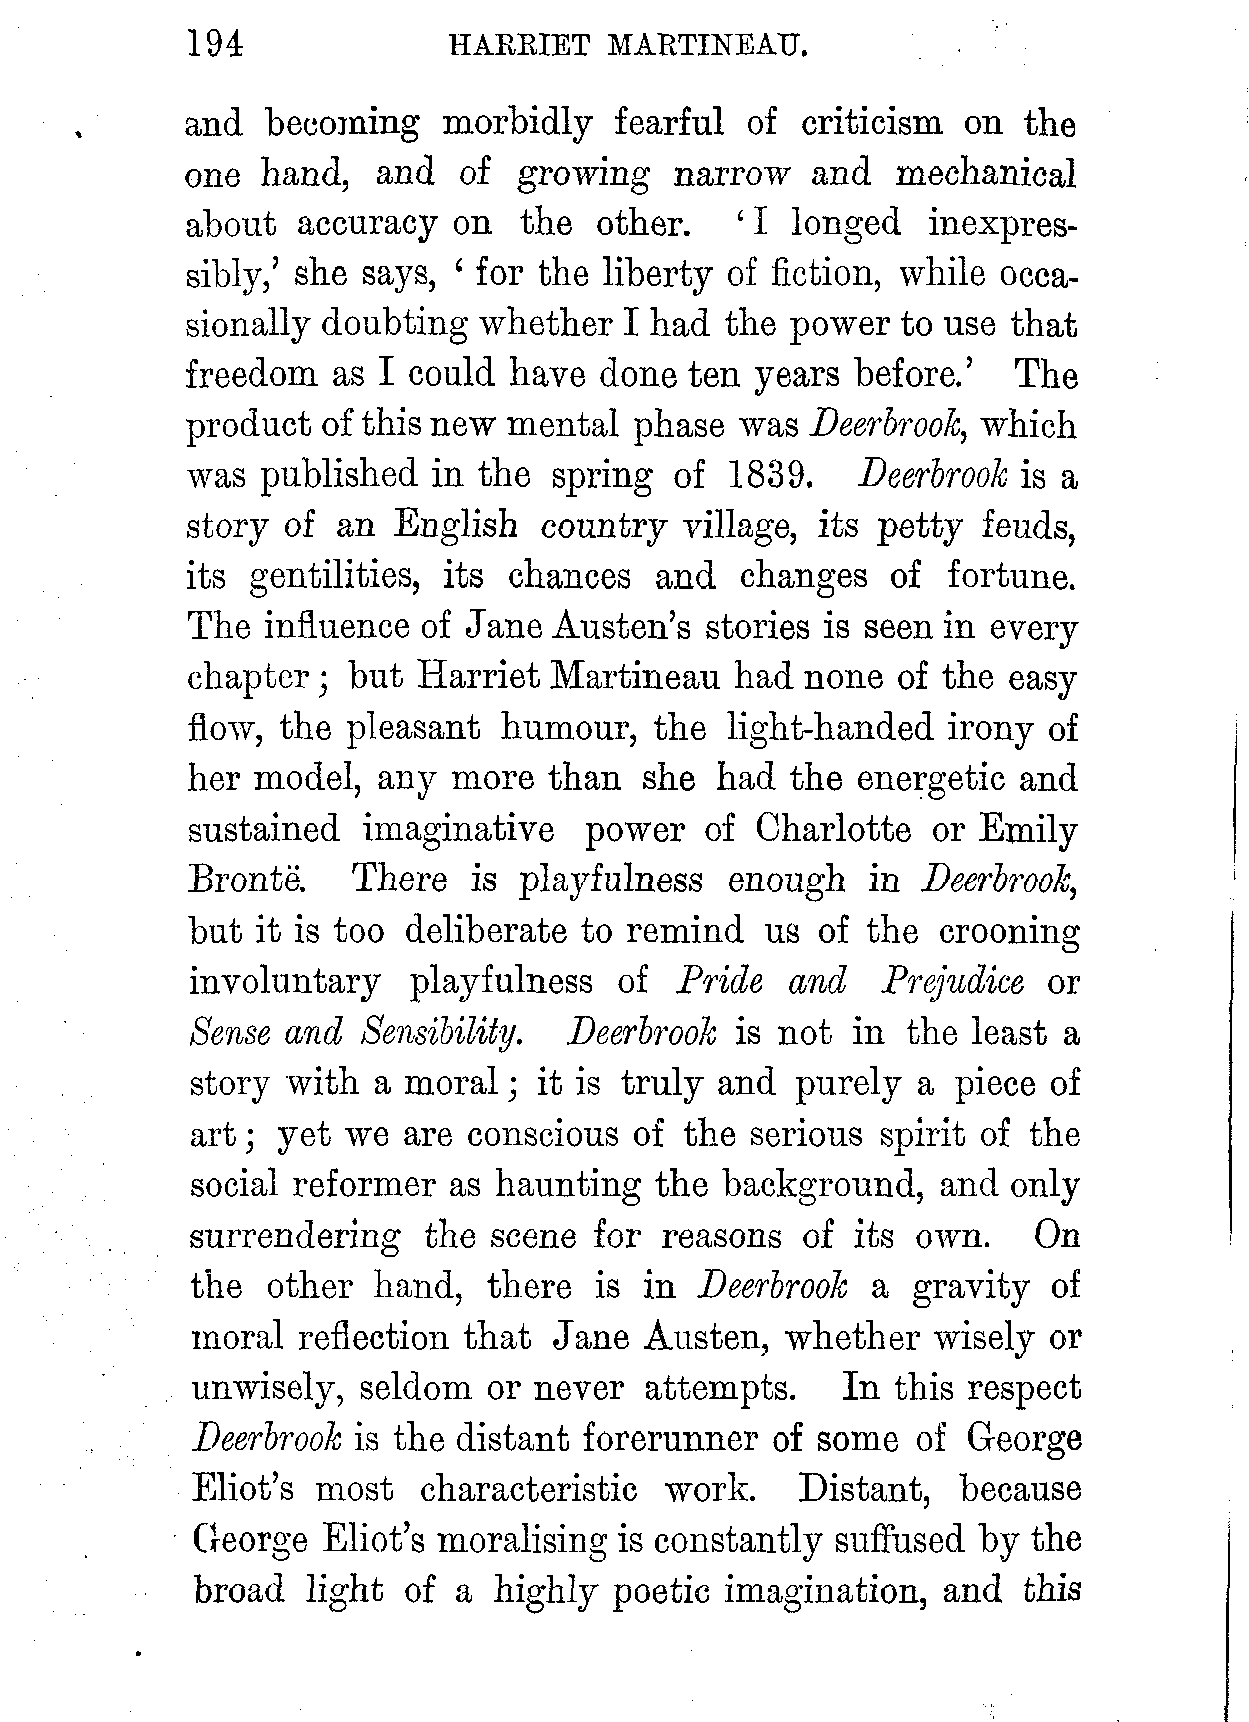 194 HARRIET MARTINEAU.
and becoming morbidly fearful of criticism on the
one hand, and of growing narrow and mechanical
about accuracy on the other. ‘I longed inexpres-
sibly,’ she says, ‘ for the liberty of fiction, while occa-
sionally doubting whether I had the power to use that
freedom as I could have done ten years before.’ The
product of this new mental phase was Deerbrook, which
was published in the spring of 1839. Deerbrook is a
story of an English country village, its petty feuds,
its gentilities, its chances and changes of fortune.
The influence of Jane Austen’s stories is seen in every
chapter ; but Harriet Martineau had none of the easy
flow, the pleasant humour, the light-handed irony of
her model, any more than she had the energetic and
sustained imaginative power of Charlotte or Emily
Brontë. There is playfulness enough in Deerbrook,
but it is too deliberate to remind us of the crooning
involuntary playfulness of Pride and Prejudice or
Sense and Sensibility. Deerbrook is not in the least a
story with a moral ; it is truly and purely a piece of
art ; yet we are conscious of the serious spirit of the
social reformer as haunting the background, and only
surrendering the scene for reasons of its own. On
the other hand, there is in Deerbrook a gravity of
moral reflection that Jane Austen, whether wisely or
unwisely, seldom or never attempts. In this respect
Deerbrook is the distant forerunner of some of George
Eliot’s most characteristic work. Distant, because
George Eliot’s moralising is constantly suffused by the
broad light of a highly poetic imagination, and this